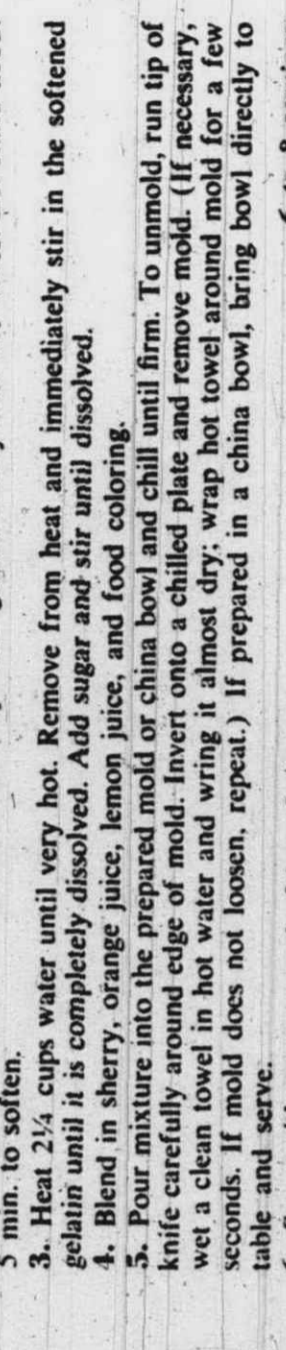 5 min. to soften.
3. Heat 2¼ cups water until very hot. Remove from heat and immediately stir in the softened
gelatin until it is completely dissolved. Add sugar and stir until dissolved.
4. Blend in sherry, orange juice, lemon juice, and food coloring.
5. Pour mixture into the prepared mold or china bowl and chill until firm. To unmold, run tip of
knife carefully around edge of mold. Invert onto a chilled plate and remove mold. (If necessary,
wet a clean towel in hot water and wring it almost dry; wrap hot towel around mold for a few
seconds. If mold does not loosen, repeat.) If prepared in a china bowl, bring bowl directly to
table and serve.